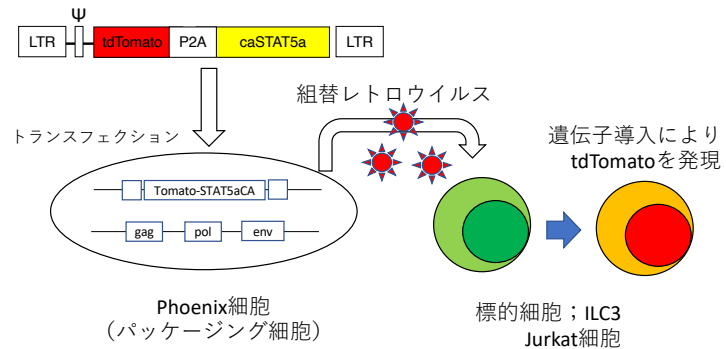 LTR Ψ tdTomato P2A caSTAT5a LTR
組替レトロウイルス
トランスフェクション
遺伝子導入により
tdTomatoを発現
Tomato-STAT5aCA
gag pol env
Phoenix細胞
（パッケージング細胞）
標的細胞；ILC3
Jurkat細胞